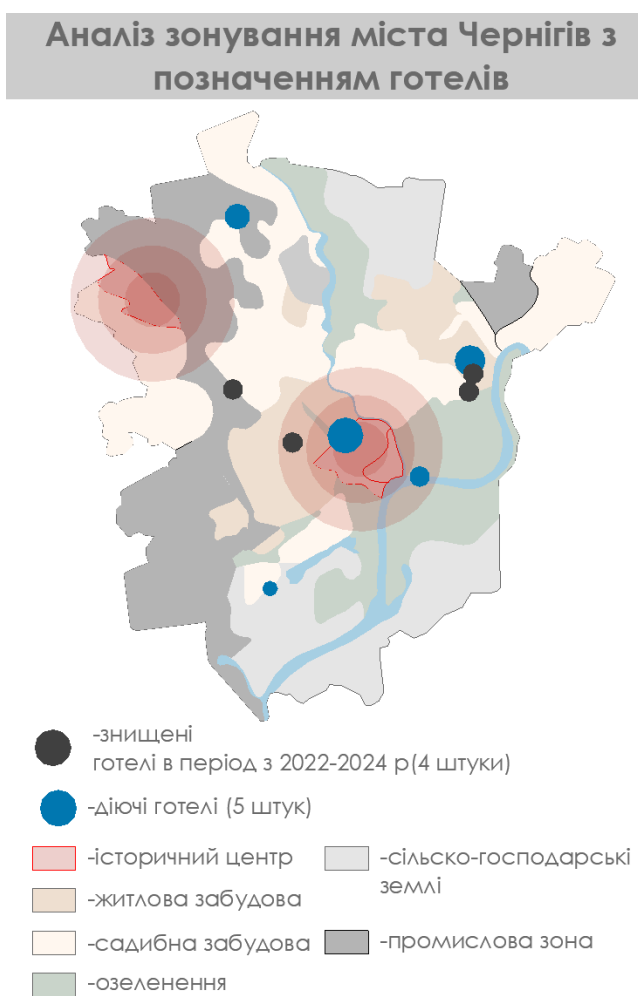 Аналіз зонування міста Чернігів з
позначенням готелів
-знищені
готелі в період з 2022-2024 р(4 штуки)
-діючі готелі (5 штук)
-історичний центр
-житлова забудова
-садибна забудова
-озеленення
-сільсько-господарські
землі
-промислова зона